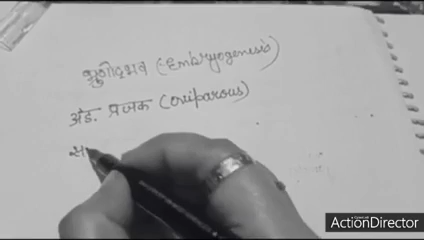 भ्रुणोद्भव (Embryogenesis)
अंड. प्रजक (oviparous)
स
ActionDirector